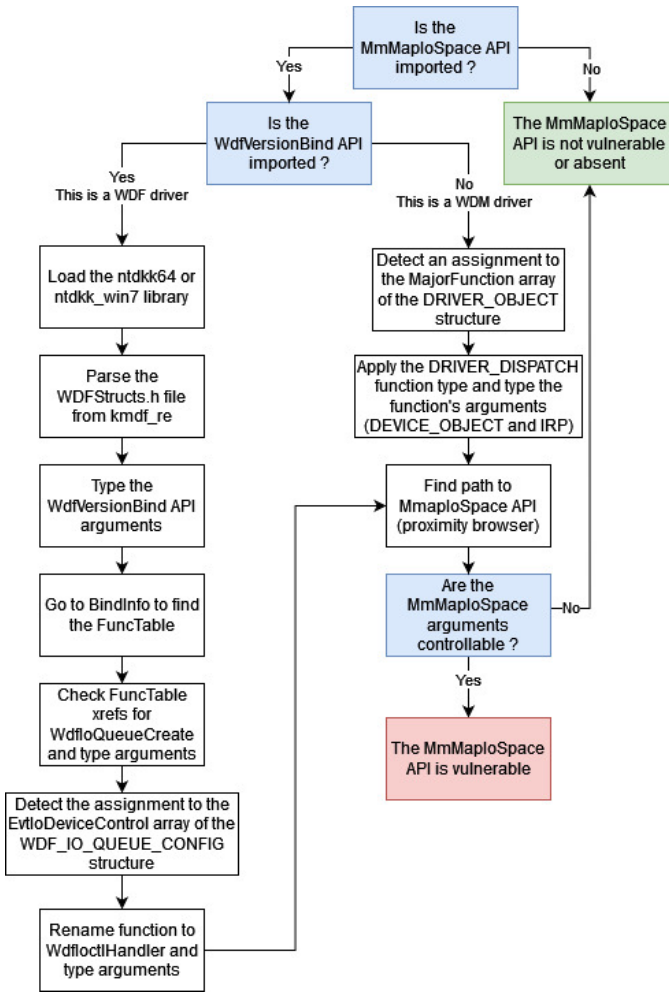 Is the
MmMapIoSpace API
imported ?
Yes
No
Is the
WdfVersionBind API
imported ?
The MmMapIoSpace
API is not vulnerable
or absent
Yes
This is a WDF driver
No
This is a WDM driver
Load the ntdkk64 or
ntdkk_win7 library
Detect an assignment to
the MajorFunction array
of the DRIVER_OBJECT
structure
Parse the
WDFStructs.h file
from kmdf_re
Apply the DRIVER_DISPATCH
function type and type the
function's arguments
(DEVICE_OBJECT and IRP)
Type the
WdfVersionBind API
arguments
Find path to
MmapIoSpace API
(proximity browser)
Go to BindInfo to find
the FuncTable
Are the
MmMapIoSpace
arguments
controllable ?
No
Yes
Check FuncTable
xrefs for
WdfIoQueueCreate
and type arguments
The MmMapIoSpace
API is vulnerable
Detect the assignment to the
EvtIoDeviceControl array of the
WDF_IO_QUEUE_CONFIG
structure
Rename function to
WdfIoctlHandler and
type arguments